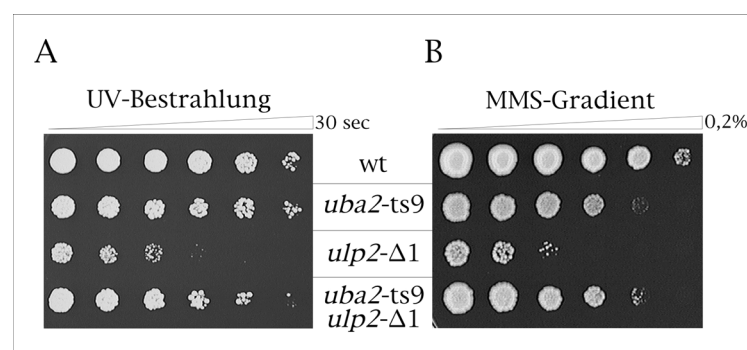 A
B
UV-Bestrahlung
MMS-Gradient
30 sec
0,2%
wt
uba2-ts9
ulp2-Δ1
uba2-ts9
ulp2-Δ1